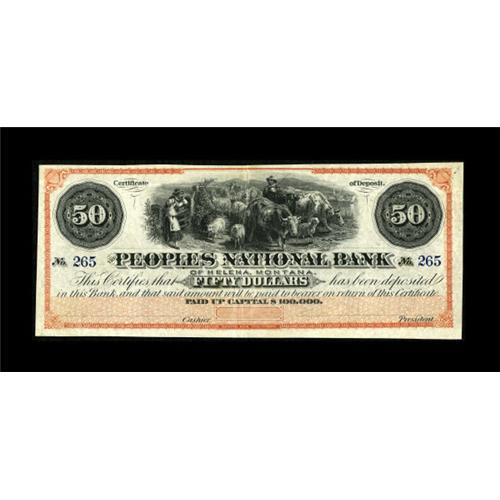 Certificate of Deposit.
50 50
PEOPLES NATIONAL BANK
No. 265 No. 265
OF HELENA, MONTANA.
This Certifies that FIFTY DOLLARS has been deposited
in this Bank, and that said amount will be paid to bearer on return of this Certificate.
PAID UP CAPITAL $ 100,000.
Cashier. President.